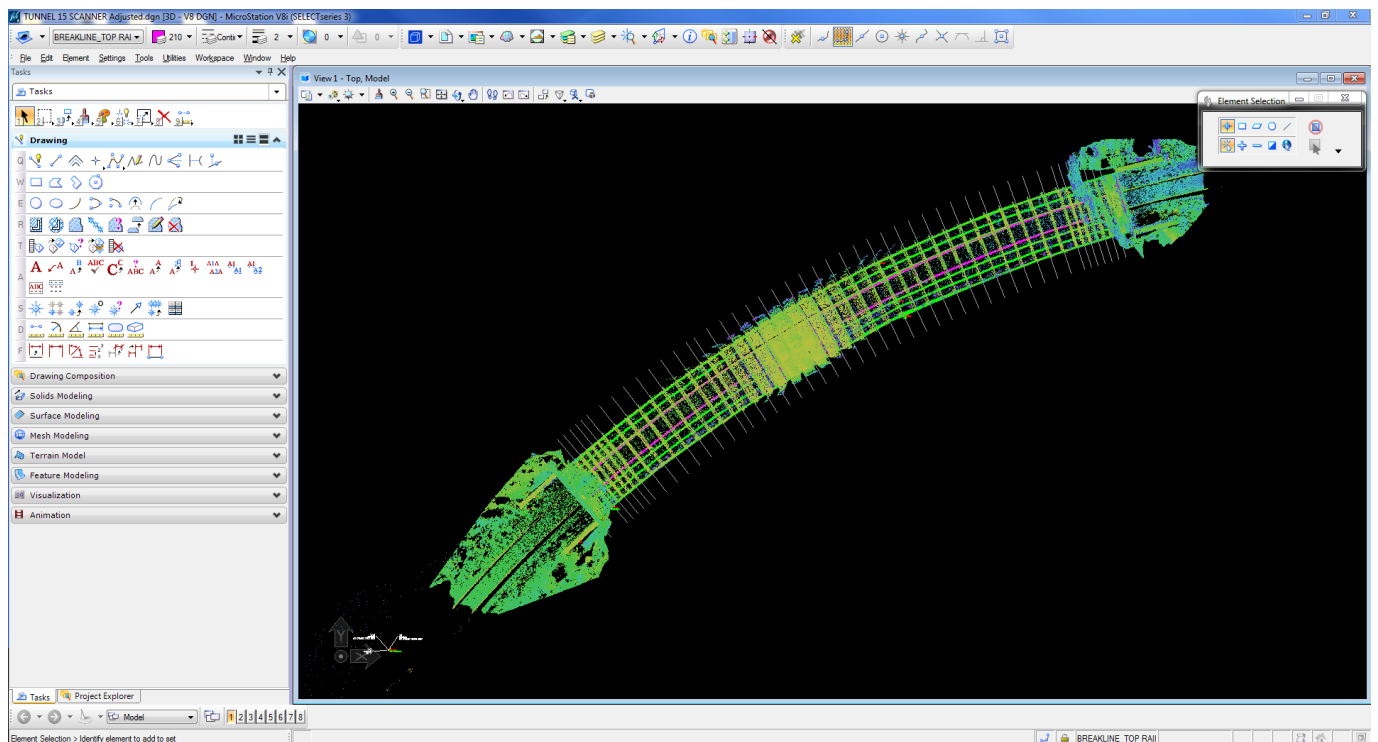 TUNNEL 15 SCANNER Adjusted.dgn [3D - V8 DGN] - MicroStation V8i (SELECTseries 3)
BREAKLINE_TOP RAI 210 Conti 2 0 0
File Edit Element Settings Tools Utilities Workspace Window Help
Tasks
View 1 - Top, Model
Tasks
Element Selection
Drawing
Q
W
E
R
T
A
S
D
F
Drawing Composition
Solids Modeling
Surface Modeling
Mesh Modeling
Terrain Model
Feature Modeling
Visualization
Animation
Y
X
Tasks Project Explorer
Model 1 2 3 4 5 6 7 8
Element Selection > Identify element to add to set
BREAKLINE_TOP RAIl